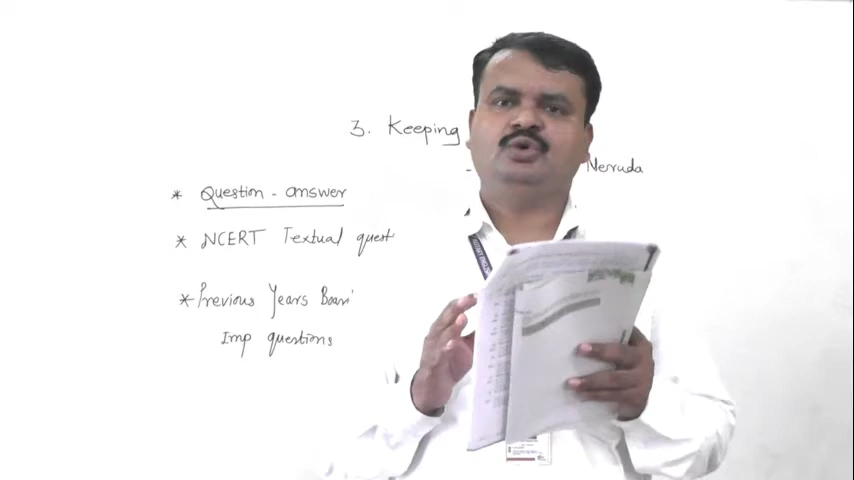 3. Keeping
- Neruda
* Question - answer
* NCERT Textual quest
* Previous Years Boar
Imp questions